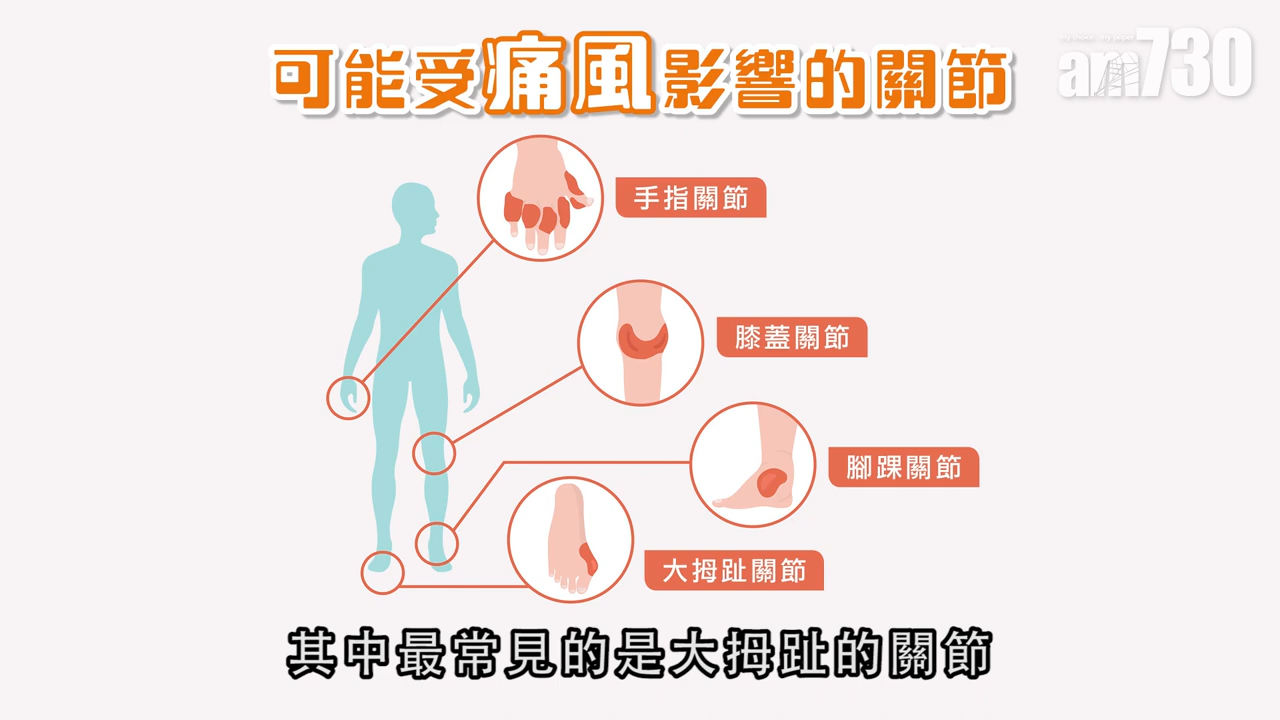 可能受痛風影響的關節
am730
手指關節
膝蓋關節
腳踝關節
大拇趾關節
其中最常見的是大拇趾的關節